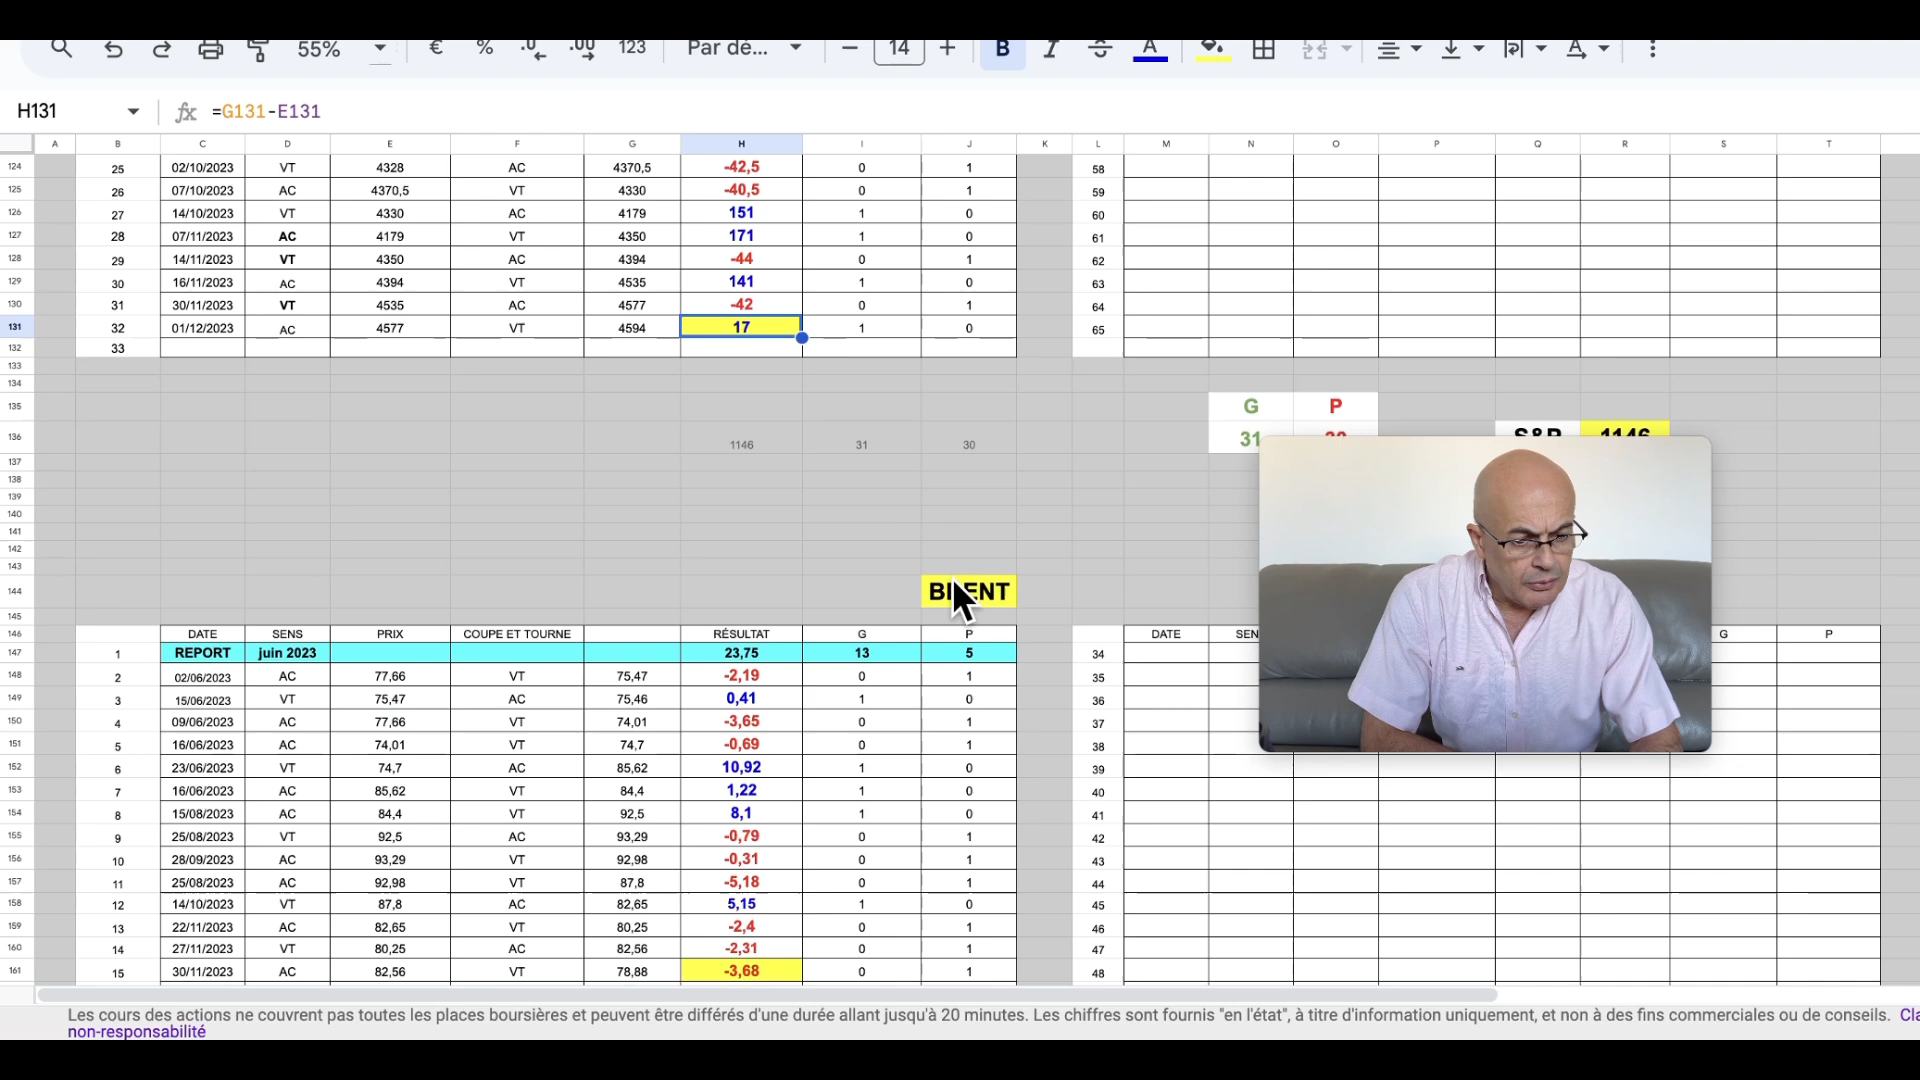 55% € % .0 .00 123 Par dé... − 14 + B I S A A
H131 fx =G131-E131
A B C D E F G H I J K L M N O P Q R S T
124 25 02/10/2023 VT 4328 AC 4370,5 -42,5 0 1 58
125 26 07/10/2023 AC 4370,5 VT 4330 -40,5 0 1 59
126 27 14/10/2023 VT 4330 AC 4179 151 1 0 60
127 28 07/11/2023 AC 4179 VT 4350 171 1 0 61
128 29 14/11/2023 VT 4350 AC 4394 -44 0 1 62
129 30 16/11/2023 AC 4394 VT 4535 141 1 0 63
130 31 30/11/2023 VT 4535 AC 4577 -42 0 1 64
131 32 01/12/2023 AC 4577 VT 4594 17 1 0 65
132 33
133
134
135 G P
136 1146 31 30 31 30 S&P 1146
137
138
139
140
141
142
143
144 BRENT
145
146 DATE SENS PRIX COUPE ET TOURNE RÉSULTAT G P DATE SEN G P
147 1 REPORT juin 2023 23,75 13 5 34
148 2 02/06/2023 AC 77,66 VT 75,47 -2,19 0 1 35
149 3 15/06/2023 VT 75,47 AC 75,46 0,41 1 0 36
150 4 09/06/2023 AC 77,66 VT 74,01 -3,65 0 1 37
151 5 16/06/2023 AC 74,01 VT 74,7 -0,69 0 1 38
152 6 23/06/2023 VT 74,7 AC 85,62 10,92 1 0 39
153 7 16/06/2023 AC 85,62 VT 84,4 1,22 1 0 40
154 8 15/08/2023 AC 84,4 VT 92,5 8,1 1 0 41
155 9 25/08/2023 VT 92,5 AC 93,29 -0,79 0 1 42
156 10 28/09/2023 AC 93,29 VT 92,98 -0,31 0 1 43
157 11 25/08/2023 AC 92,98 VT 87,8 -5,18 0 1 44
158 12 14/10/2023 VT 87,8 AC 82,65 5,15 1 0 45
159 13 22/11/2023 AC 82,65 VT 80,25 -2,4 0 1 46
160 14 27/11/2023 VT 80,25 AC 82,56 -2,31 0 1 47
161 15 30/11/2023 AC 82,56 VT 78,88 -3,68 0 1 48
Les cours des actions ne couvrent pas toutes les places boursières et peuvent être différés d'une durée allant jusqu'à 20 minutes. Les chiffres sont fournis "en l'état", à titre d'information uniquement, et non à des fins commerciales ou de conseils. Cla
non-responsabilité